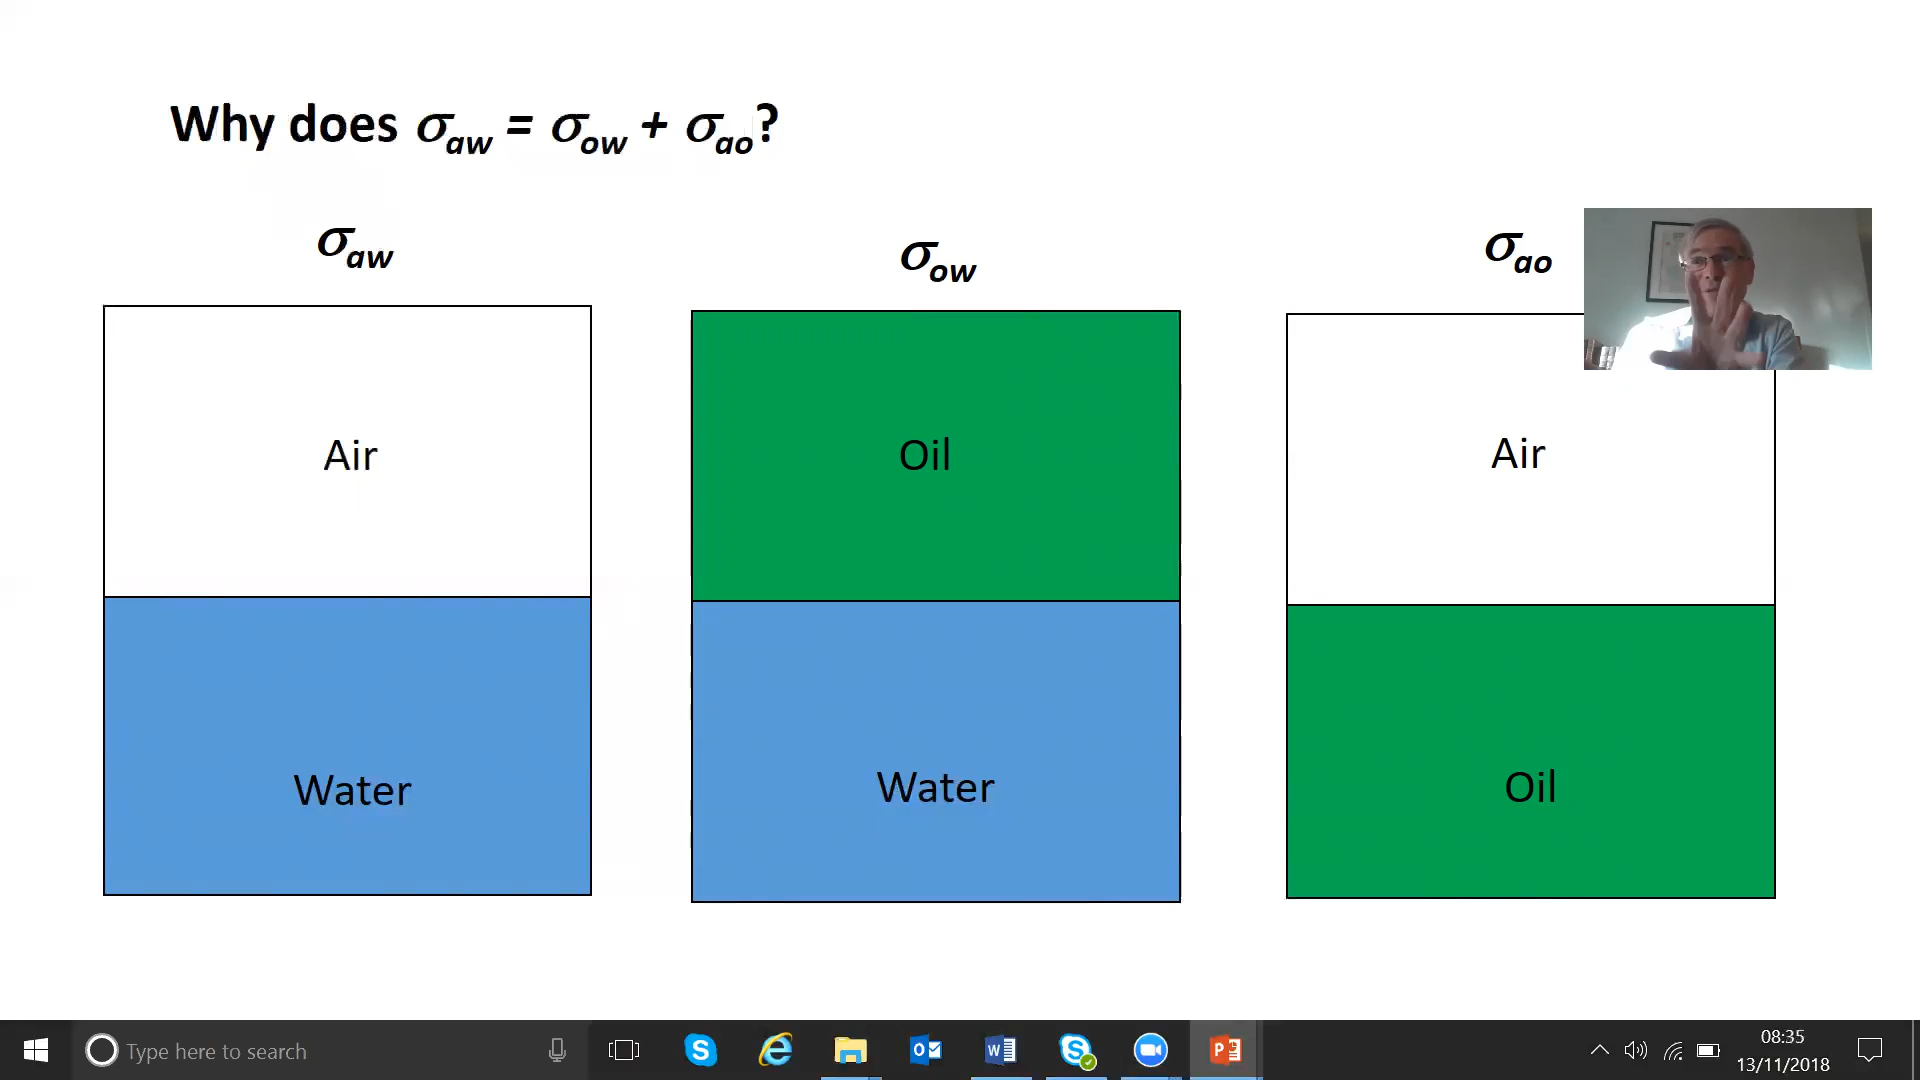 Why does σaw = σow + σao?
σaw
σow
σao
Air
Oil
Air
Water
Water
Oil
Type here to search
08:35
13/11/2018